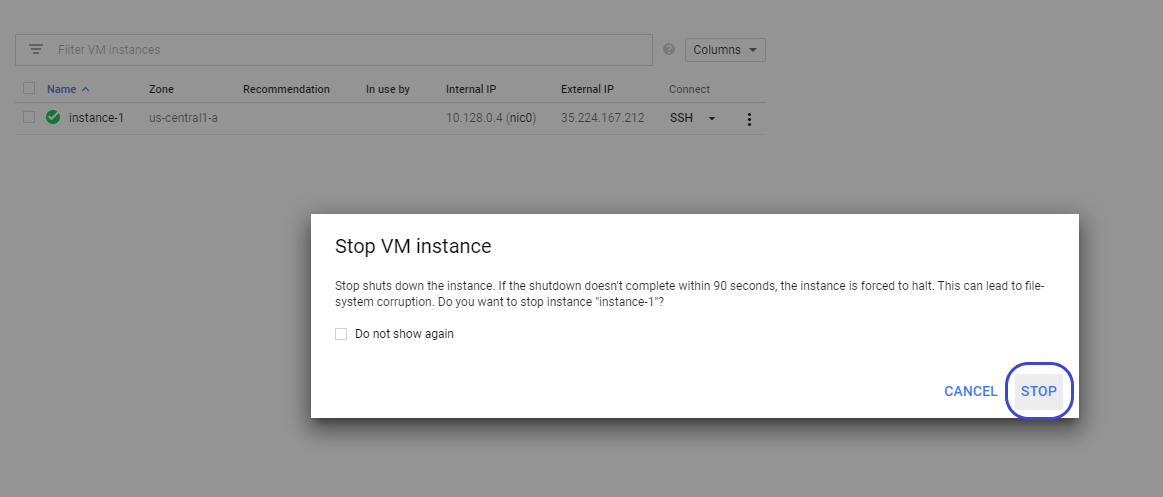 Filter VM instances
? Columns
Name Zone Recommendation In use by Internal IP External IP Connect
instance-1 us-central1-a 10.128.0.4 (nic0) 35.224.167.212 SSH
Stop VM instance
Stop shuts down the instance. If the shutdown doesn't complete within 90 seconds, the instance is forced to halt. This can lead to file-
system corruption. Do you want to stop instance "instance-1"?
Do not show again
CANCEL STOP